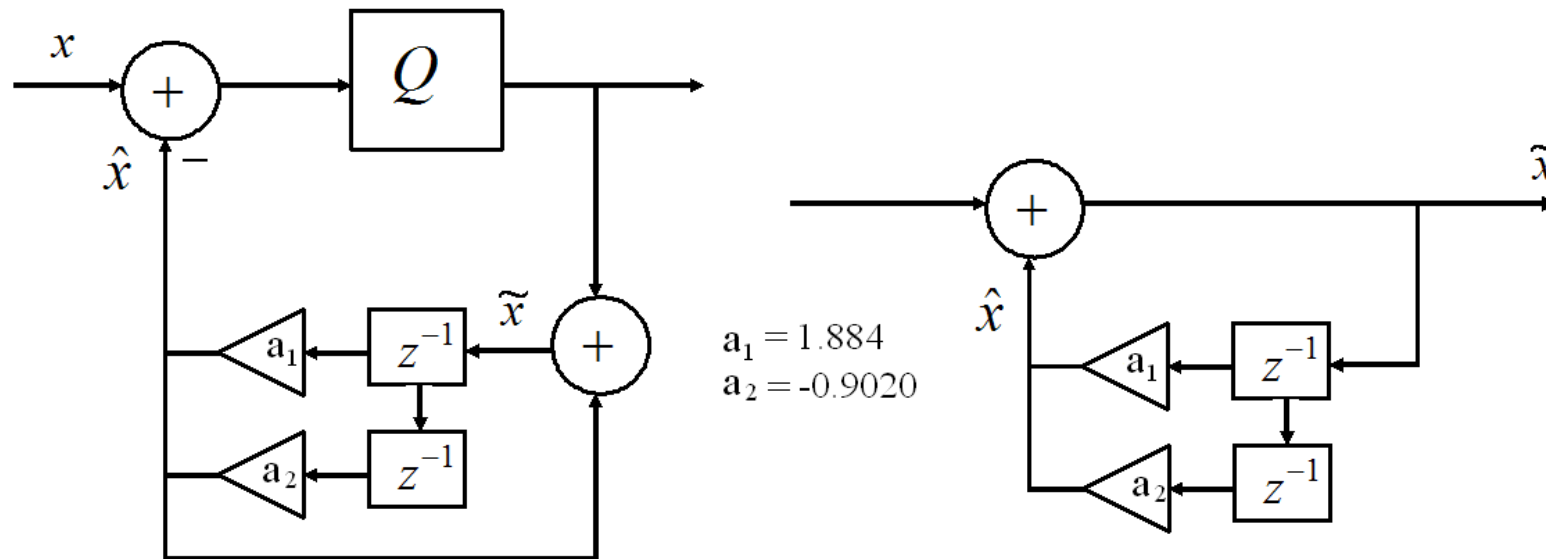 x
+
Q
x̂
−
x̃
+
a₁
z⁻¹
a₂
z⁻¹
a₁ = 1.884
a₂ = -0.9020
x̃
+
x̂
a₁
z⁻¹
a₂
z⁻¹